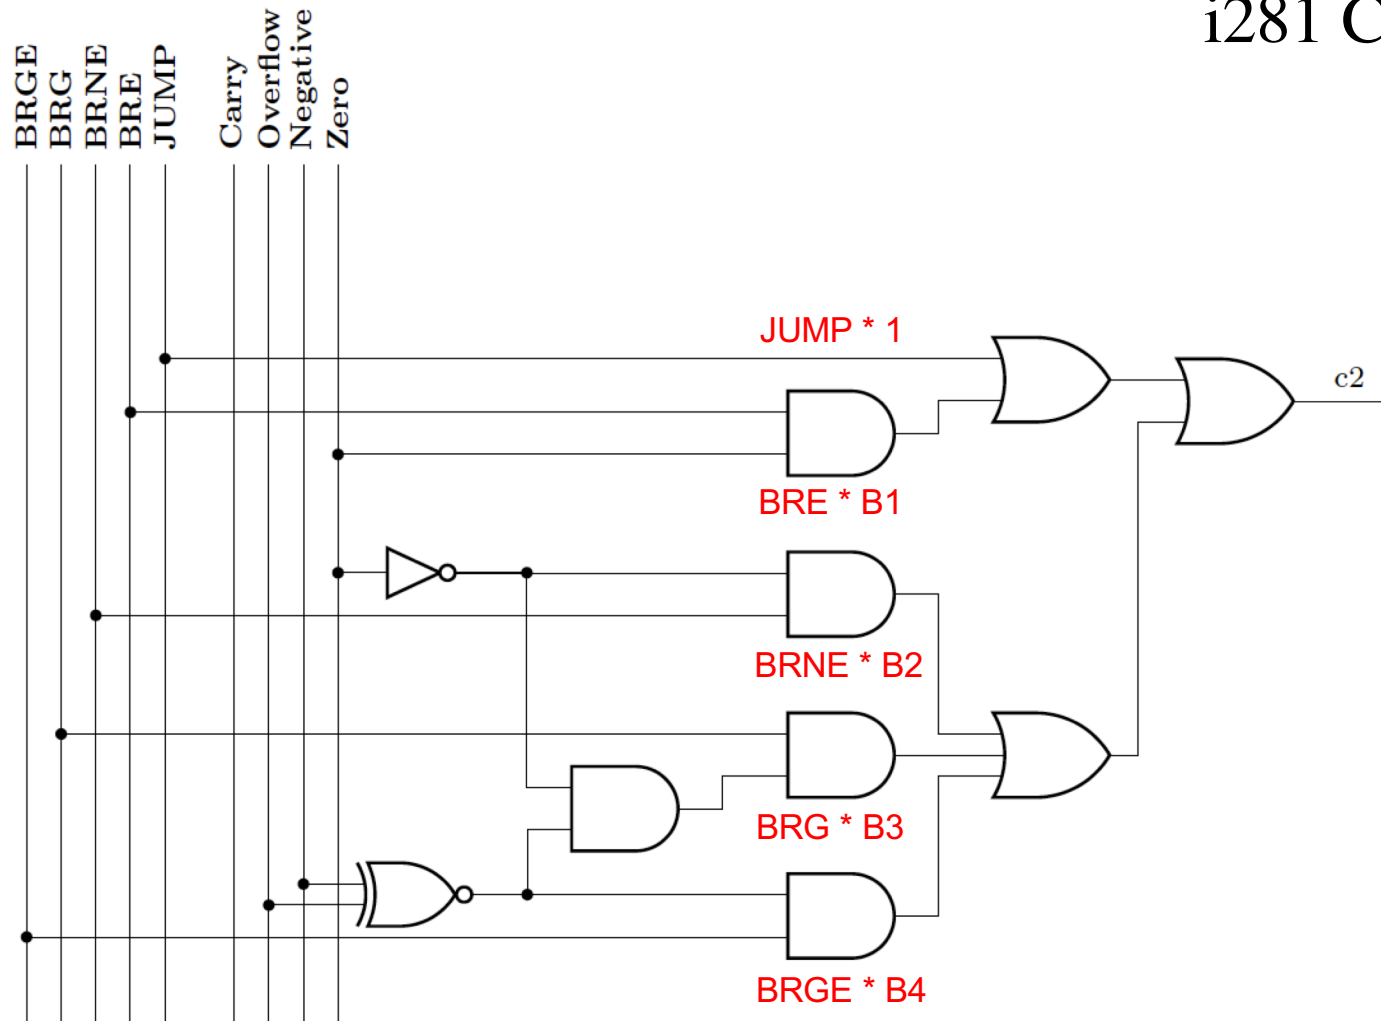 i281 C
BRGE
BRG
BRNE
BRE
JUMP
Carry
Overflow
Negative
Zero
JUMP * 1
c2
BRE * B1
BRNE * B2
BRG * B3
BRGE * B4